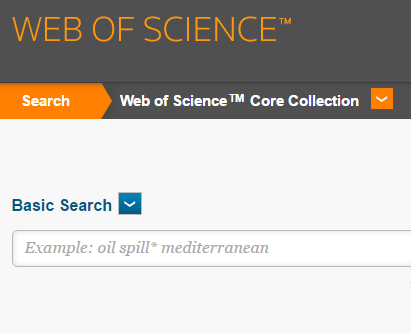 WEB OF SCIENCE™
Search
Web of Science™ Core Collection
Basic Search
Example: oil spill* mediterranean